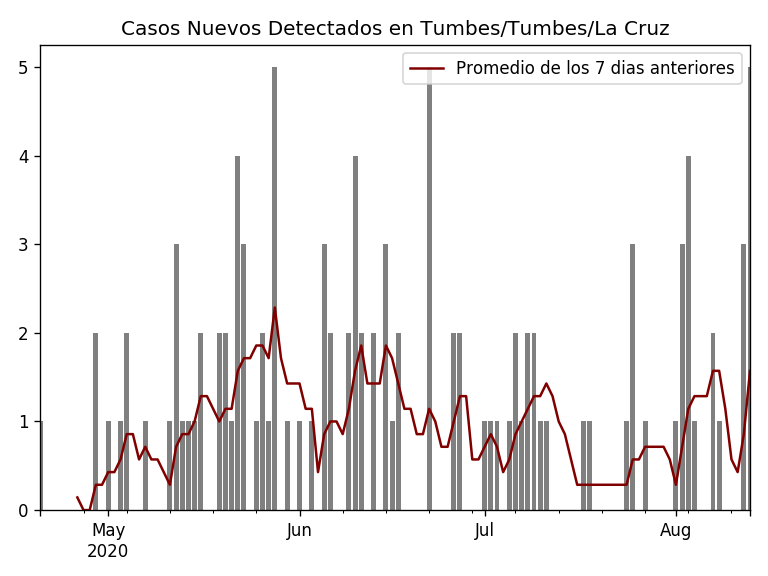 Casos Nuevos Detectados en Tumbes/Tumbes/La Cruz
Promedio de los 7 dias anteriores
5
4
3
2
1
0
May Jun Jul Aug
2020